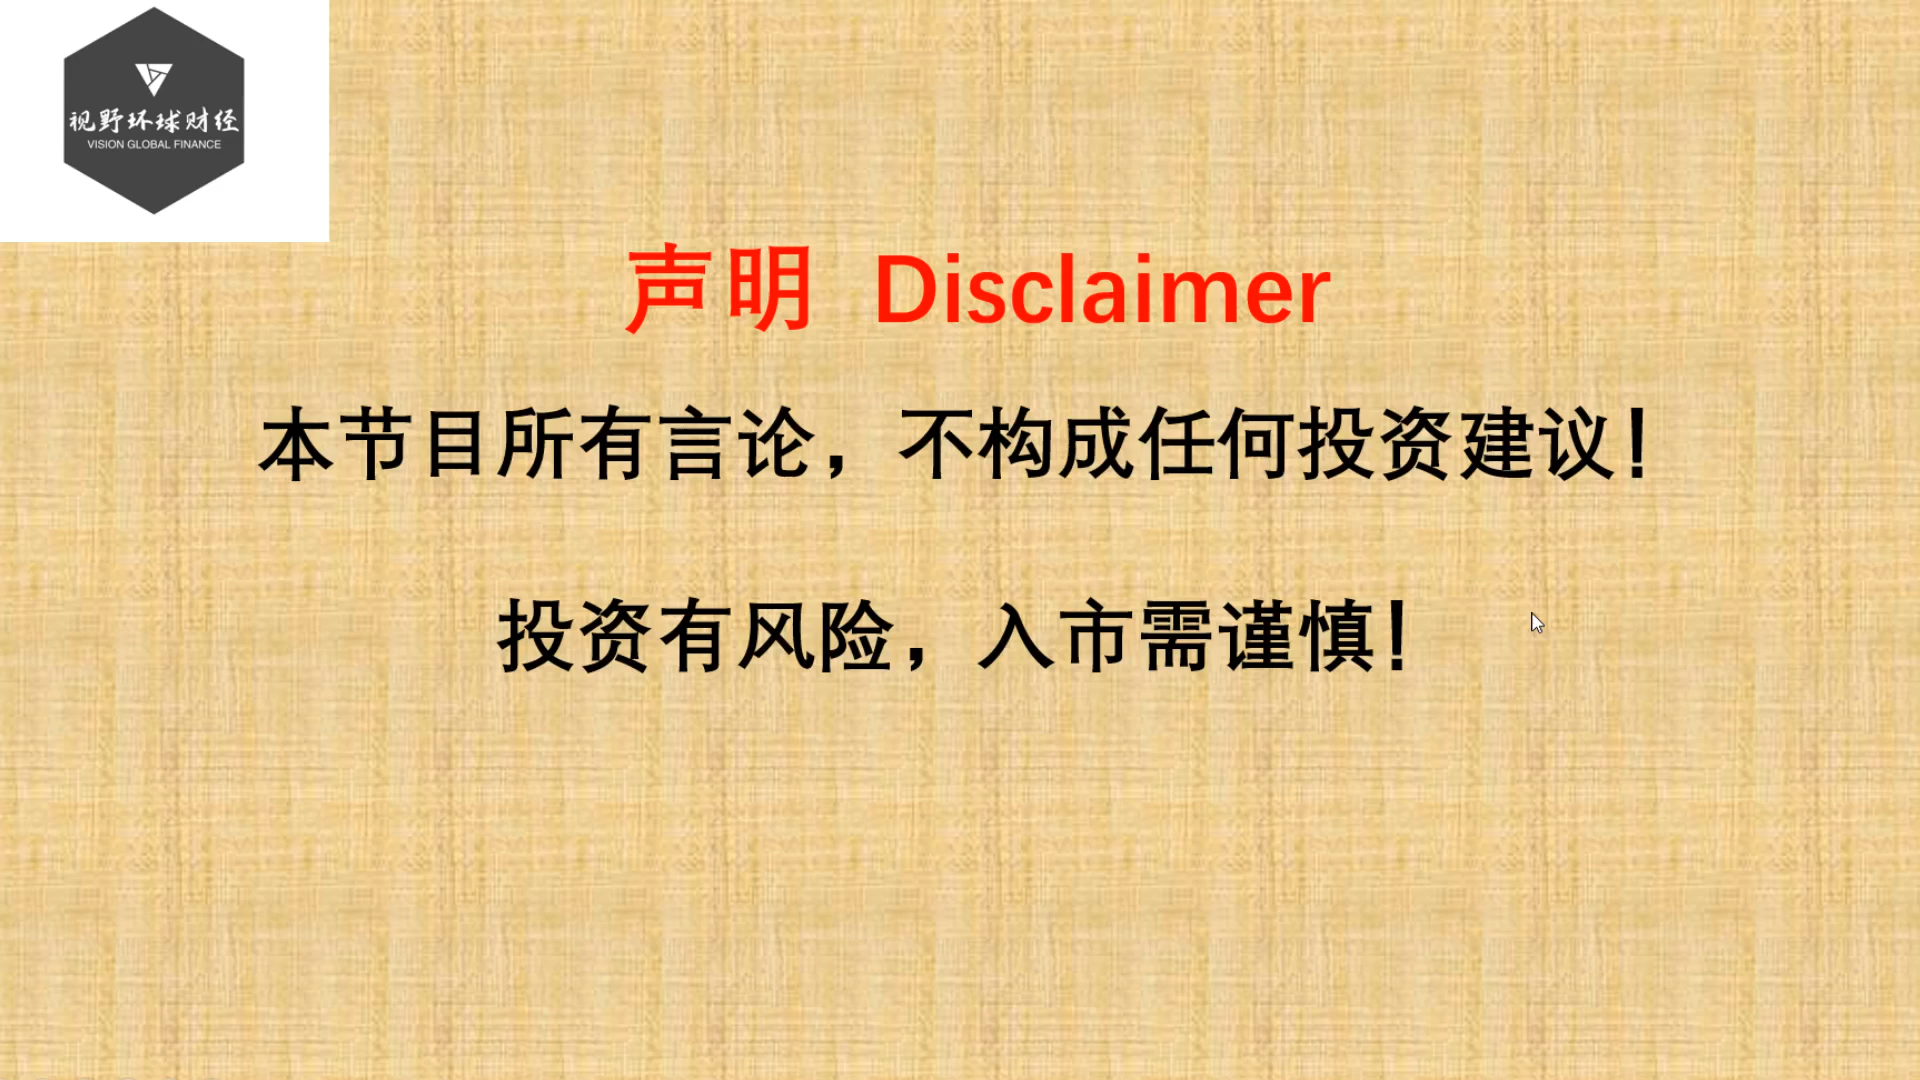 视野环球财经
VISION GLOBAL FINANCE
声明 Disclaimer
本节目所有言论，不构成任何投资建议！
投资有风险，入市需谨慎！